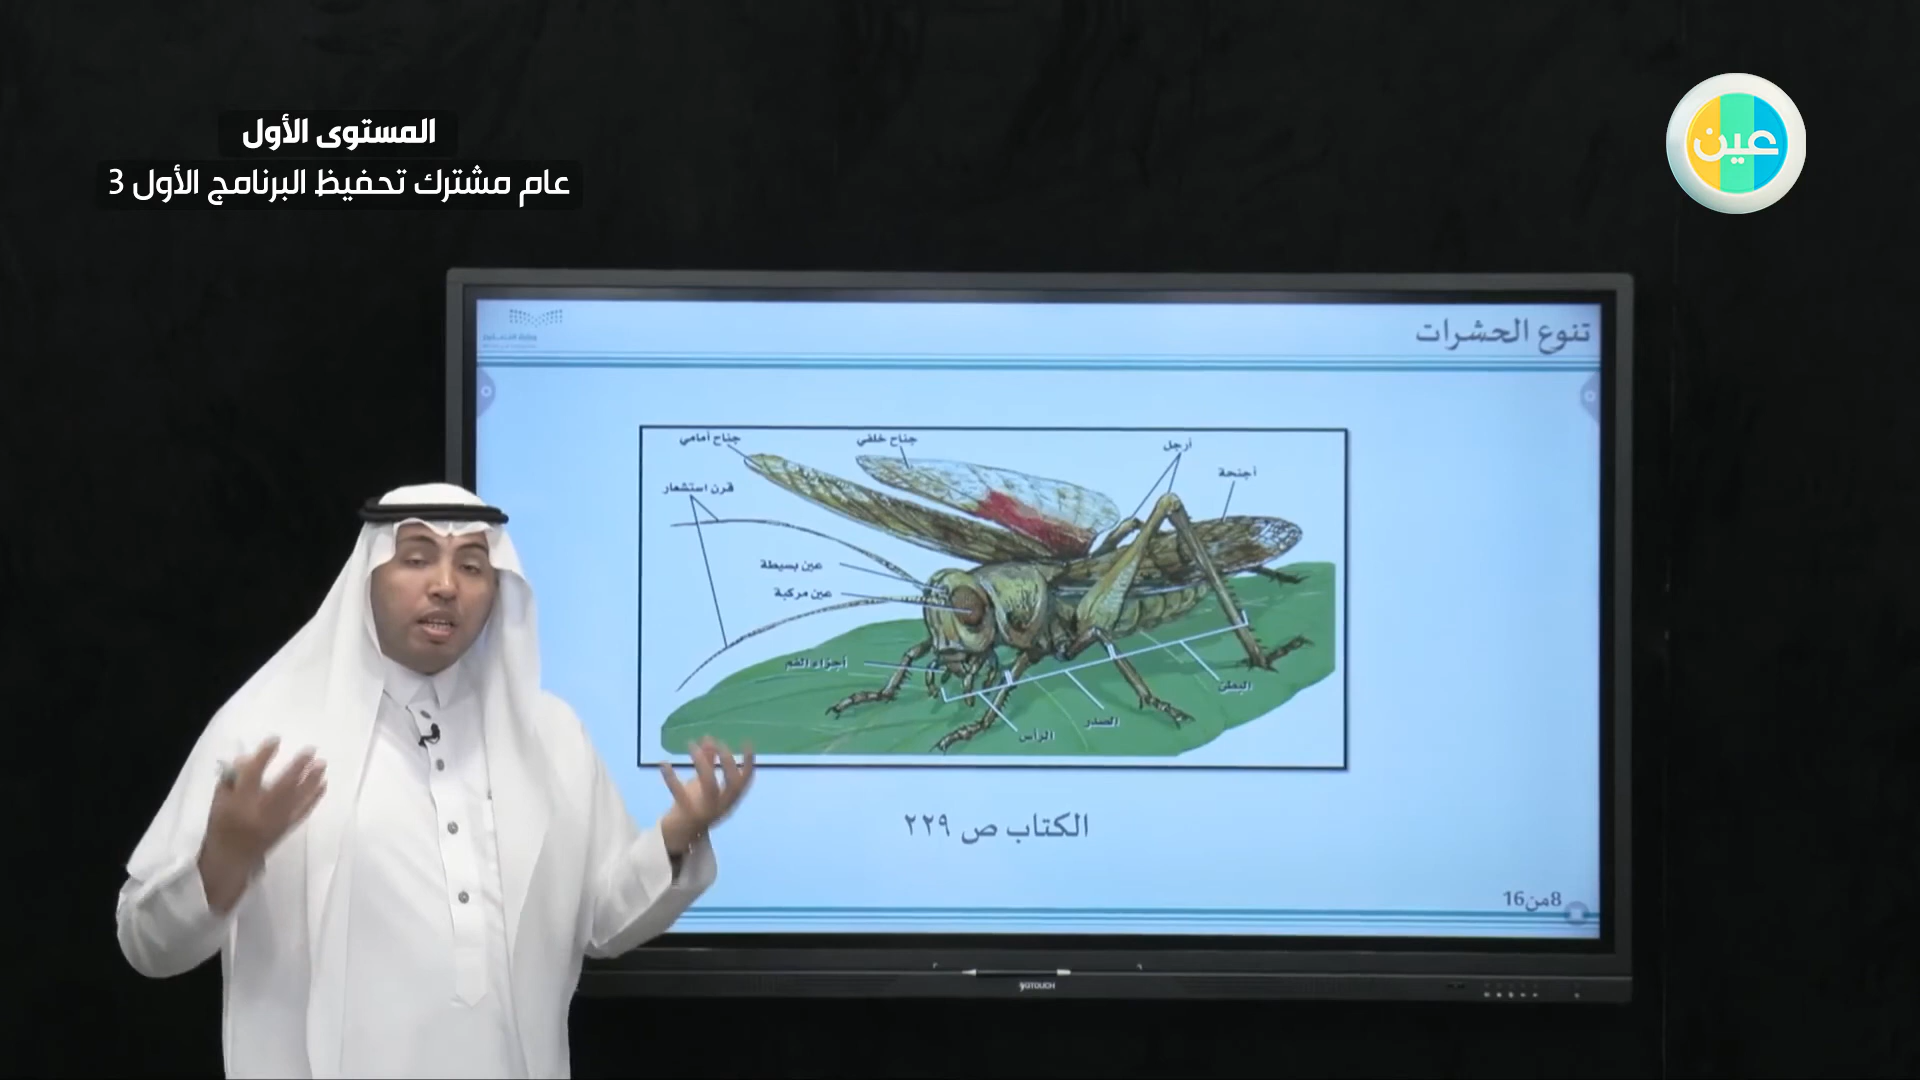 المستوى الأول
عام مشترك تحفيظ البرنامج الأول 3
عين
تنوع الحشرات
جناح أمامي
جناح خلفي
أرجل
أجنحة
قرن استشعار
عين بسيطة
عين مركبة
أجزاء الفم
البطن
الصدر
الرأس
الكتاب ص ٢٢٩
8من16